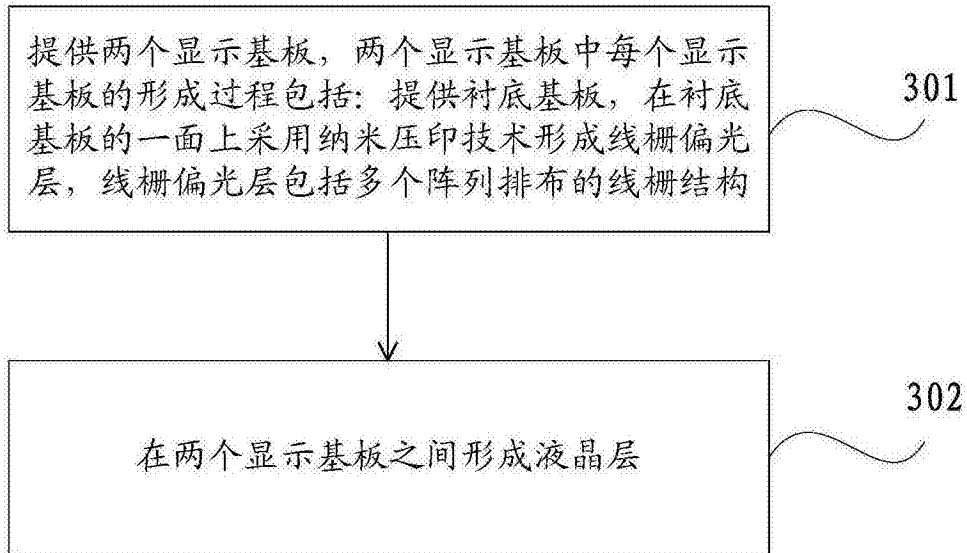 提供两个显示基板，两个显示基板中每个显示
基板的形成过程包括：提供衬底基板，在衬底
基板的一面上采用纳米压印技术形成线栅偏光
层，线栅偏光层包括多个阵列排布的线栅结构
301
在两个显示基板之间形成液晶层
302